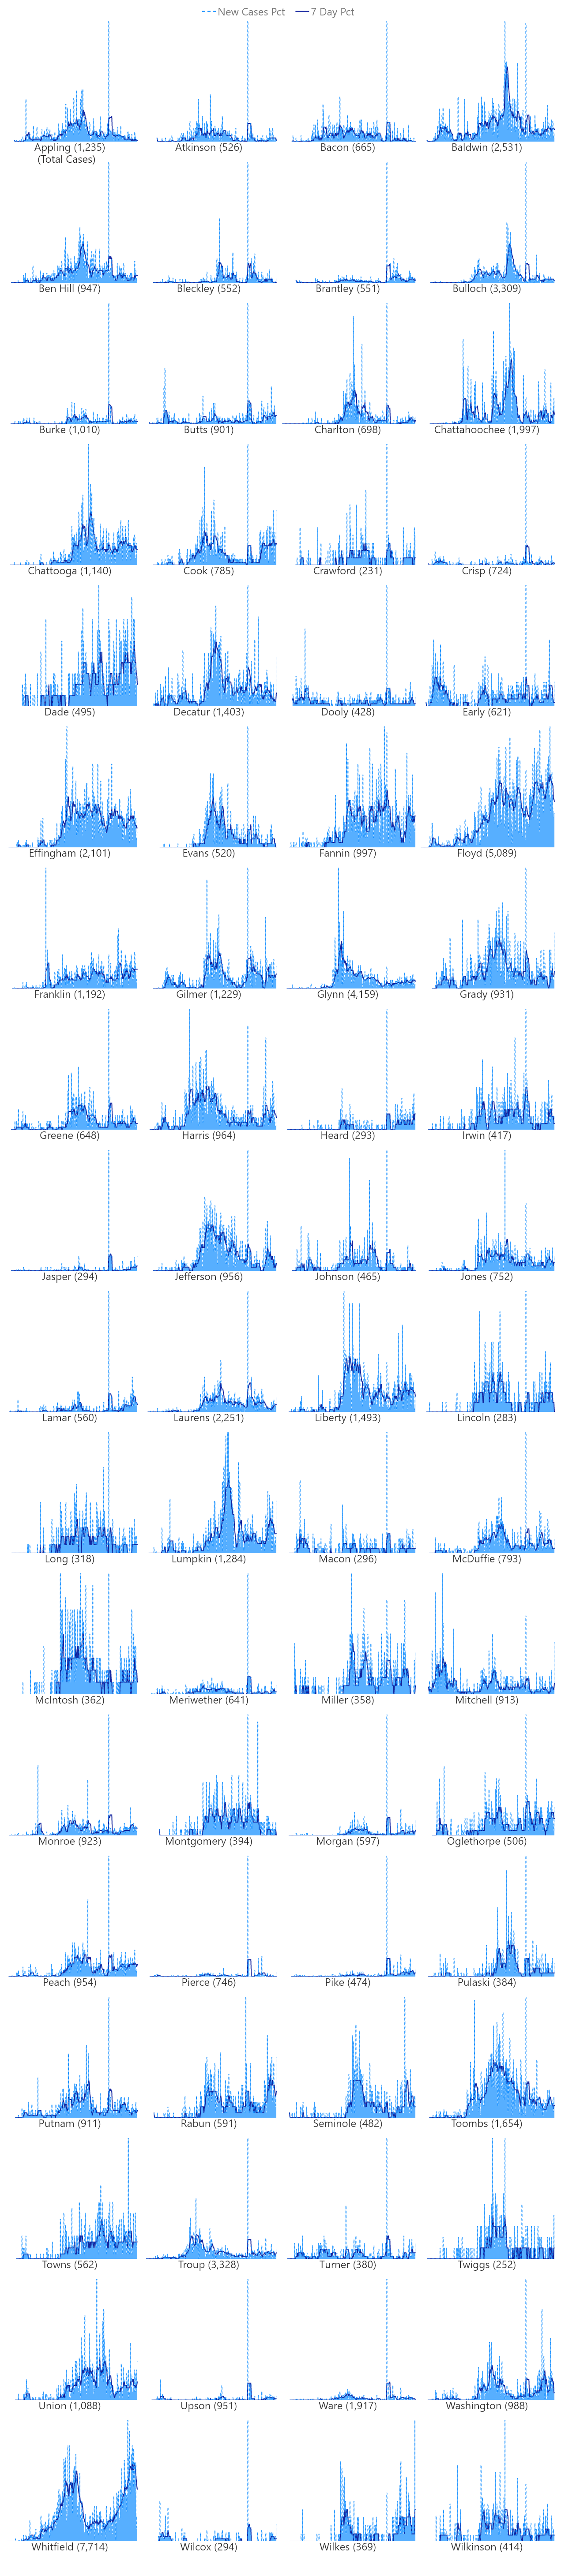 New Cases Pct 7 Day Pct
Appling (1,235) Atkinson (526) Bacon (665) Baldwin (2,531)
(Total Cases)
Ben Hill (947) Bleckley (552) Brantley (551) Bulloch (3,309)
Burke (1,010) Butts (901) Charlton (698) Chattahoochee (1,997)
Chattooga (1,140) Cook (785) Crawford (231) Crisp (724)
Dade (495) Decatur (1,403) Dooly (428) Early (621)
Effingham (2,101) Evans (520) Fannin (997) Floyd (5,089)
Franklin (1,192) Gilmer (1,229) Glynn (4,159) Grady (931)
Greene (648) Harris (964) Heard (293) Irwin (417)
Jasper (294) Jefferson (956) Johnson (465) Jones (752)
Lamar (560) Laurens (2,251) Liberty (1,493) Lincoln (283)
Long (318) Lumpkin (1,284) Macon (296) McDuffie (793)
McIntosh (362) Meriwether (641) Miller (358) Mitchell (913)
Monroe (923) Montgomery (394) Morgan (597) Oglethorpe (506)
Peach (954) Pierce (746) Pike (474) Pulaski (384)
Putnam (911) Rabun (591) Seminole (482) Toombs (1,654)
Towns (562) Troup (3,328) Turner (380) Twiggs (252)
Union (1,088) Upson (951) Ware (1,917) Washington (988)
Whitfield (7,714) Wilcox (294) Wilkes (369) Wilkinson (414)